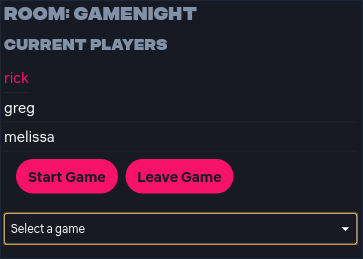 ROOM: GAMENIGHT
CURRENT PLAYERS
rick
greg
melissa
Start Game Leave Game
Select a game